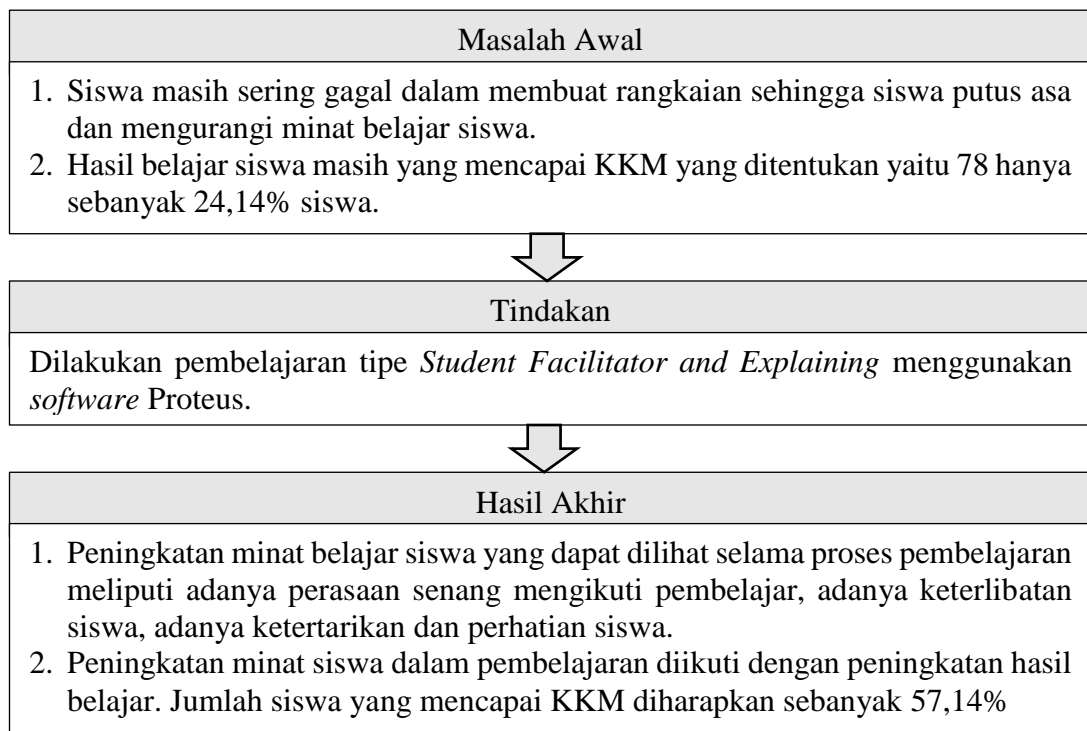 Masalah Awal
1. Siswa masih sering gagal dalam membuat rangkaian sehingga siswa putus asa
dan mengurangi minat belajar siswa.
2. Hasil belajar siswa masih yang mencapai KKM yang ditentukan yaitu 78 hanya
sebanyak 24,14% siswa.
Tindakan
Dilakukan pembelajaran tipe Student Facilitator and Explaining menggunakan
software Proteus.
Hasil Akhir
1. Peningkatan minat belajar siswa yang dapat dilihat selama proses pembelajaran
meliputi adanya perasaan senang mengikuti pembelajar, adanya keterlibatan
siswa, adanya ketertarikan dan perhatian siswa.
2. Peningkatan minat siswa dalam pembelajaran diikuti dengan peningkatan hasil
belajar. Jumlah siswa yang mencapai KKM diharapkan sebanyak 57,14%